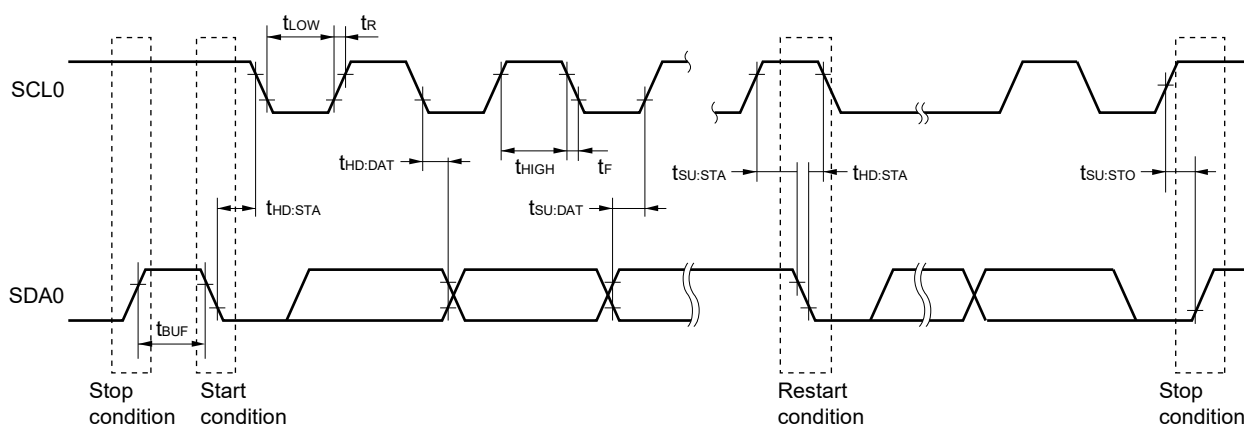 tLOW
tR
SCL0
tHD:DAT
tHIGH
tF
tSU:STA
tHD:STA
tSU:STO
tHD:STA
tSU:DAT
SDA0
tBUF
Stop
condition
Start
condition
Restart
condition
Stop
condition